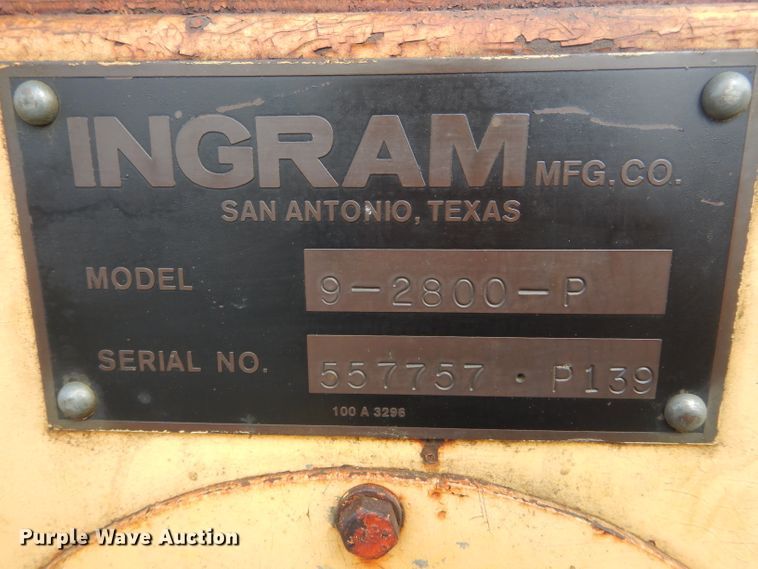 INGRAM MFG. CO.
SAN ANTONIO, TEXAS
MODEL 9-2800-P
SERIAL NO. 557757 · P139
100 A 3296
Purple Wave Auction